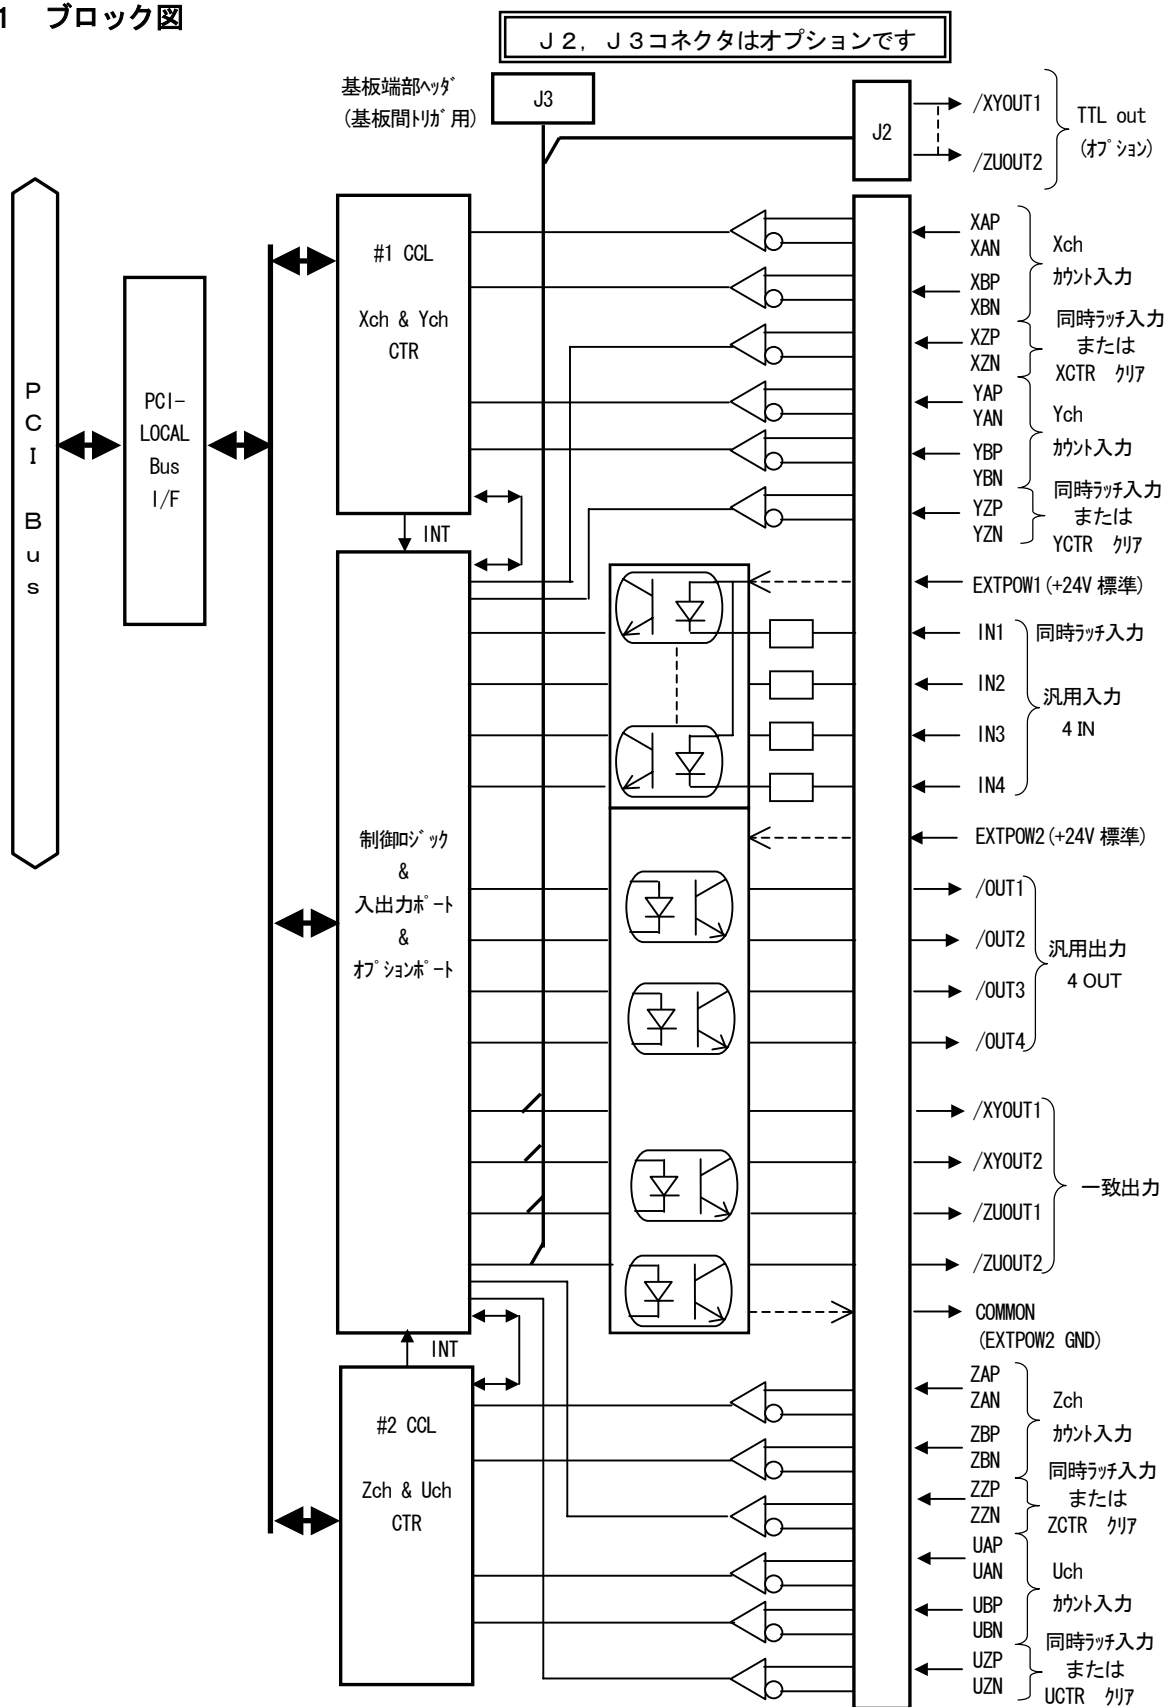 1　ブロック図
Ｊ２，Ｊ３コネクタはオプションです
基板端部ﾍｯﾀﾞ
(基板間ﾄﾘｶﾞ用)
J3
J2
/XYOUT1
/ZUOUT2
TTL out
(ｵﾌﾟｼｮﾝ)
ＰＣＩ Ｂｕｓ
PCI-
LOCAL
Bus
I/F
#1 CCL
Xch & Ych
CTR
INT
XAP
XAN
XBP
XBN
Xch
ｶｳﾝﾄ入力
XZP
XZN
同時ﾗｯﾁ入力
または
XCTR ｸﾘｱ
YAP
YAN
YBP
YBN
Ych
ｶｳﾝﾄ入力
YZP
YZN
同時ﾗｯﾁ入力
または
YCTR ｸﾘｱ
EXTPOW1(+24V 標準)
IN1
同時ﾗｯﾁ入力
IN2
IN3
IN4
汎用入力
4 IN
制御ﾛｼﾞｯｸ
&
入出力ﾎﾟｰﾄ
&
ｵﾌﾟｼｮﾝﾎﾟｰﾄ
EXTPOW2(+24V 標準)
/OUT1
/OUT2
/OUT3
/OUT4
汎用出力
4 OUT
/XYOUT1
/XYOUT2
/ZUOUT1
/ZUOUT2
一致出力
COMMON
(EXTPOW2 GND)
INT
#2 CCL
Zch & Uch
CTR
ZAP
ZAN
ZBP
ZBN
Zch
ｶｳﾝﾄ入力
ZZP
ZZN
同時ﾗｯﾁ入力
または
ZCTR ｸﾘｱ
UAP
UAN
UBP
UBN
Uch
ｶｳﾝﾄ入力
UZP
UZN
同時ﾗｯﾁ入力
または
UCTR ｸﾘｱ